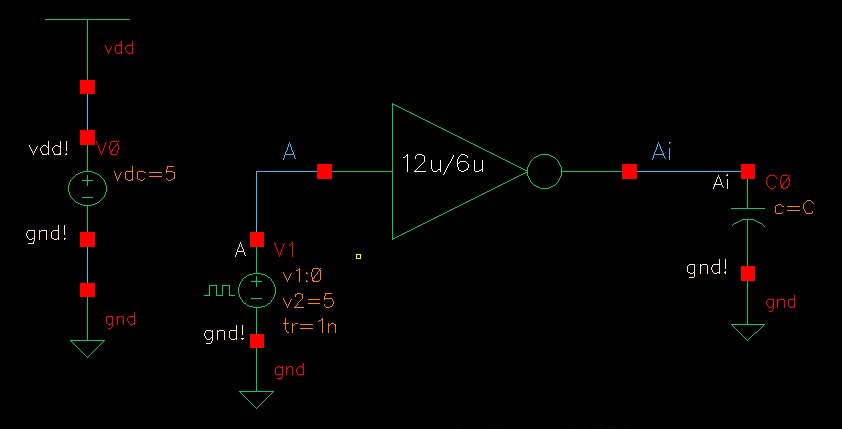 vdd
vdd!
V0
vdc=5
gnd!
gnd
A
12u/6u
Ai
A
V1
v1:0
v2=5
tr=1n
gnd!
gnd
Ai
C0
c=C
gnd!
gnd